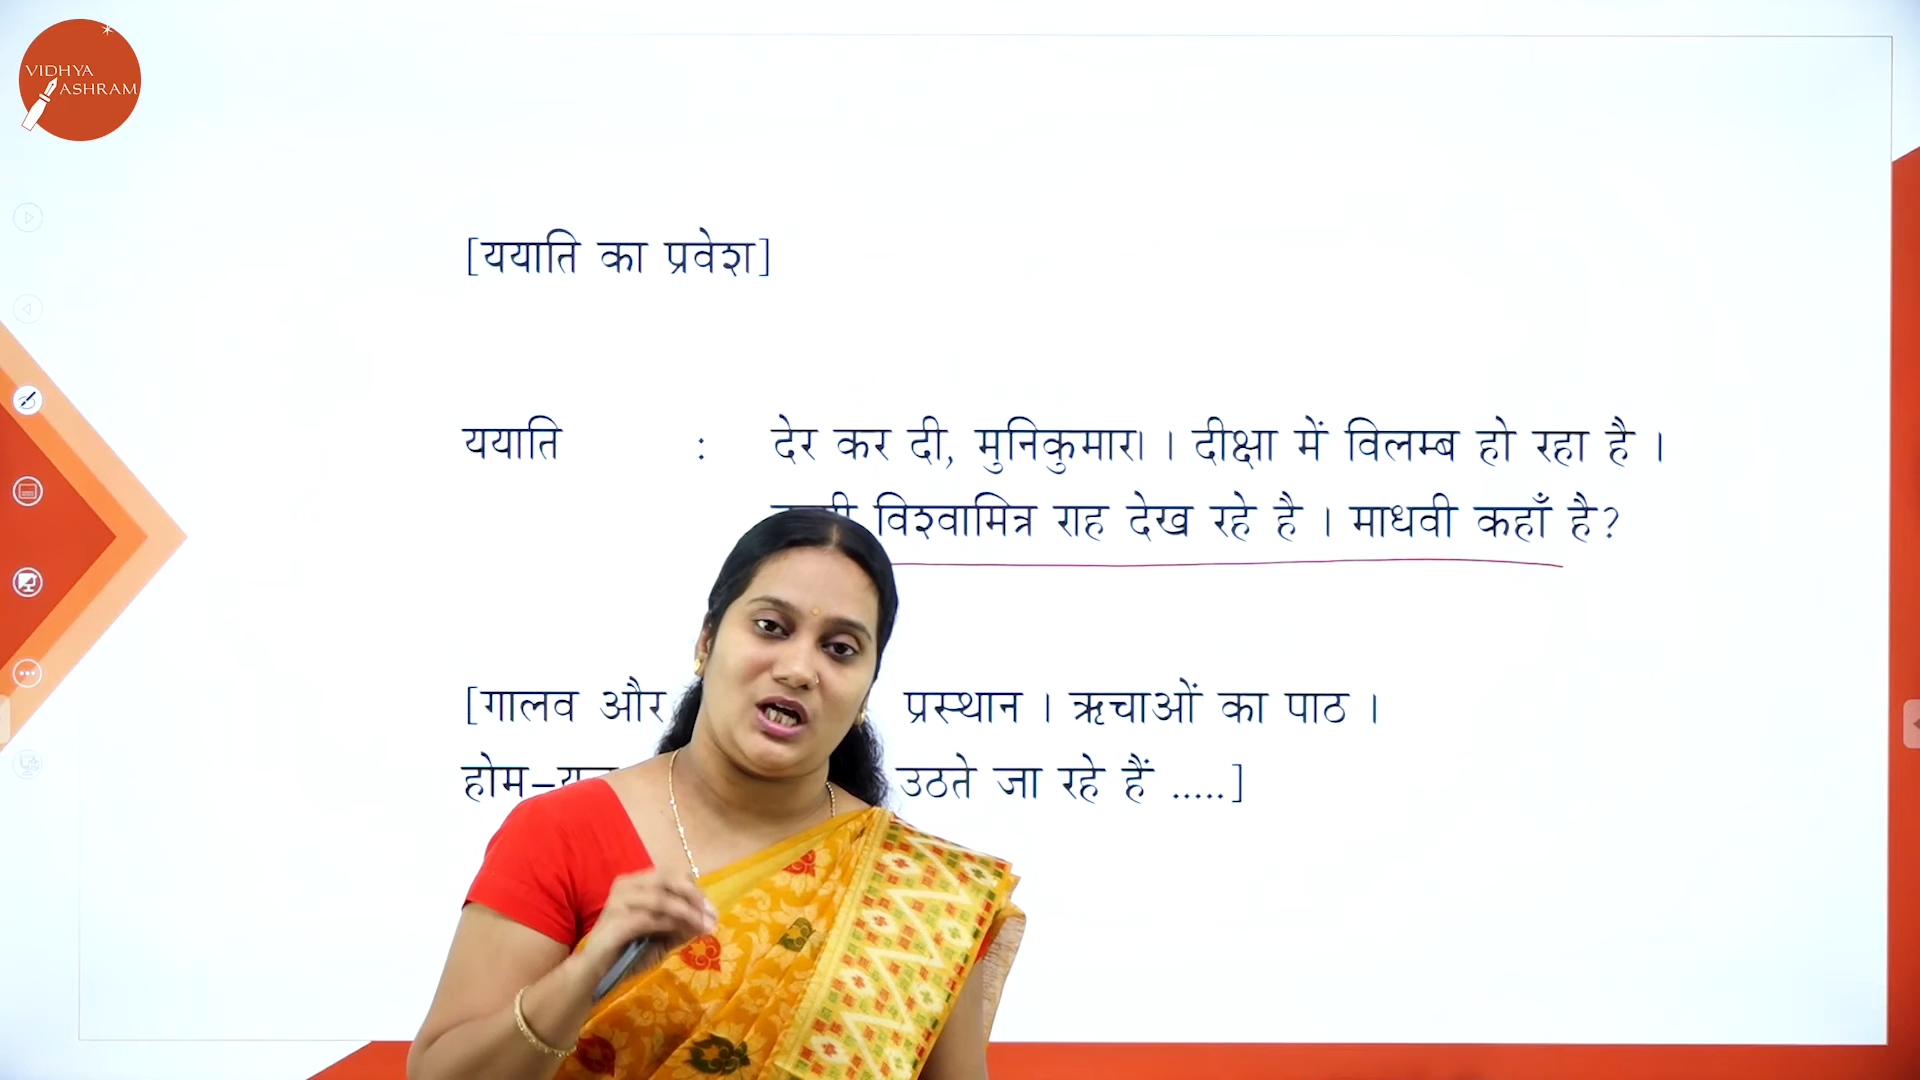 VIDHYA
ASHRAM
[ययाति का प्रवेश]
ययाति : देर कर दी, मुनिकुमार। । दीक्षा में विलम्ब हो रहा है ।
विश्वामित्र राह देख रहे है । माधवी कहाँ है?
[गालव और प्रस्थान । ऋचाओं का पाठ ।
होम- उठते जा रहे हैं .....]